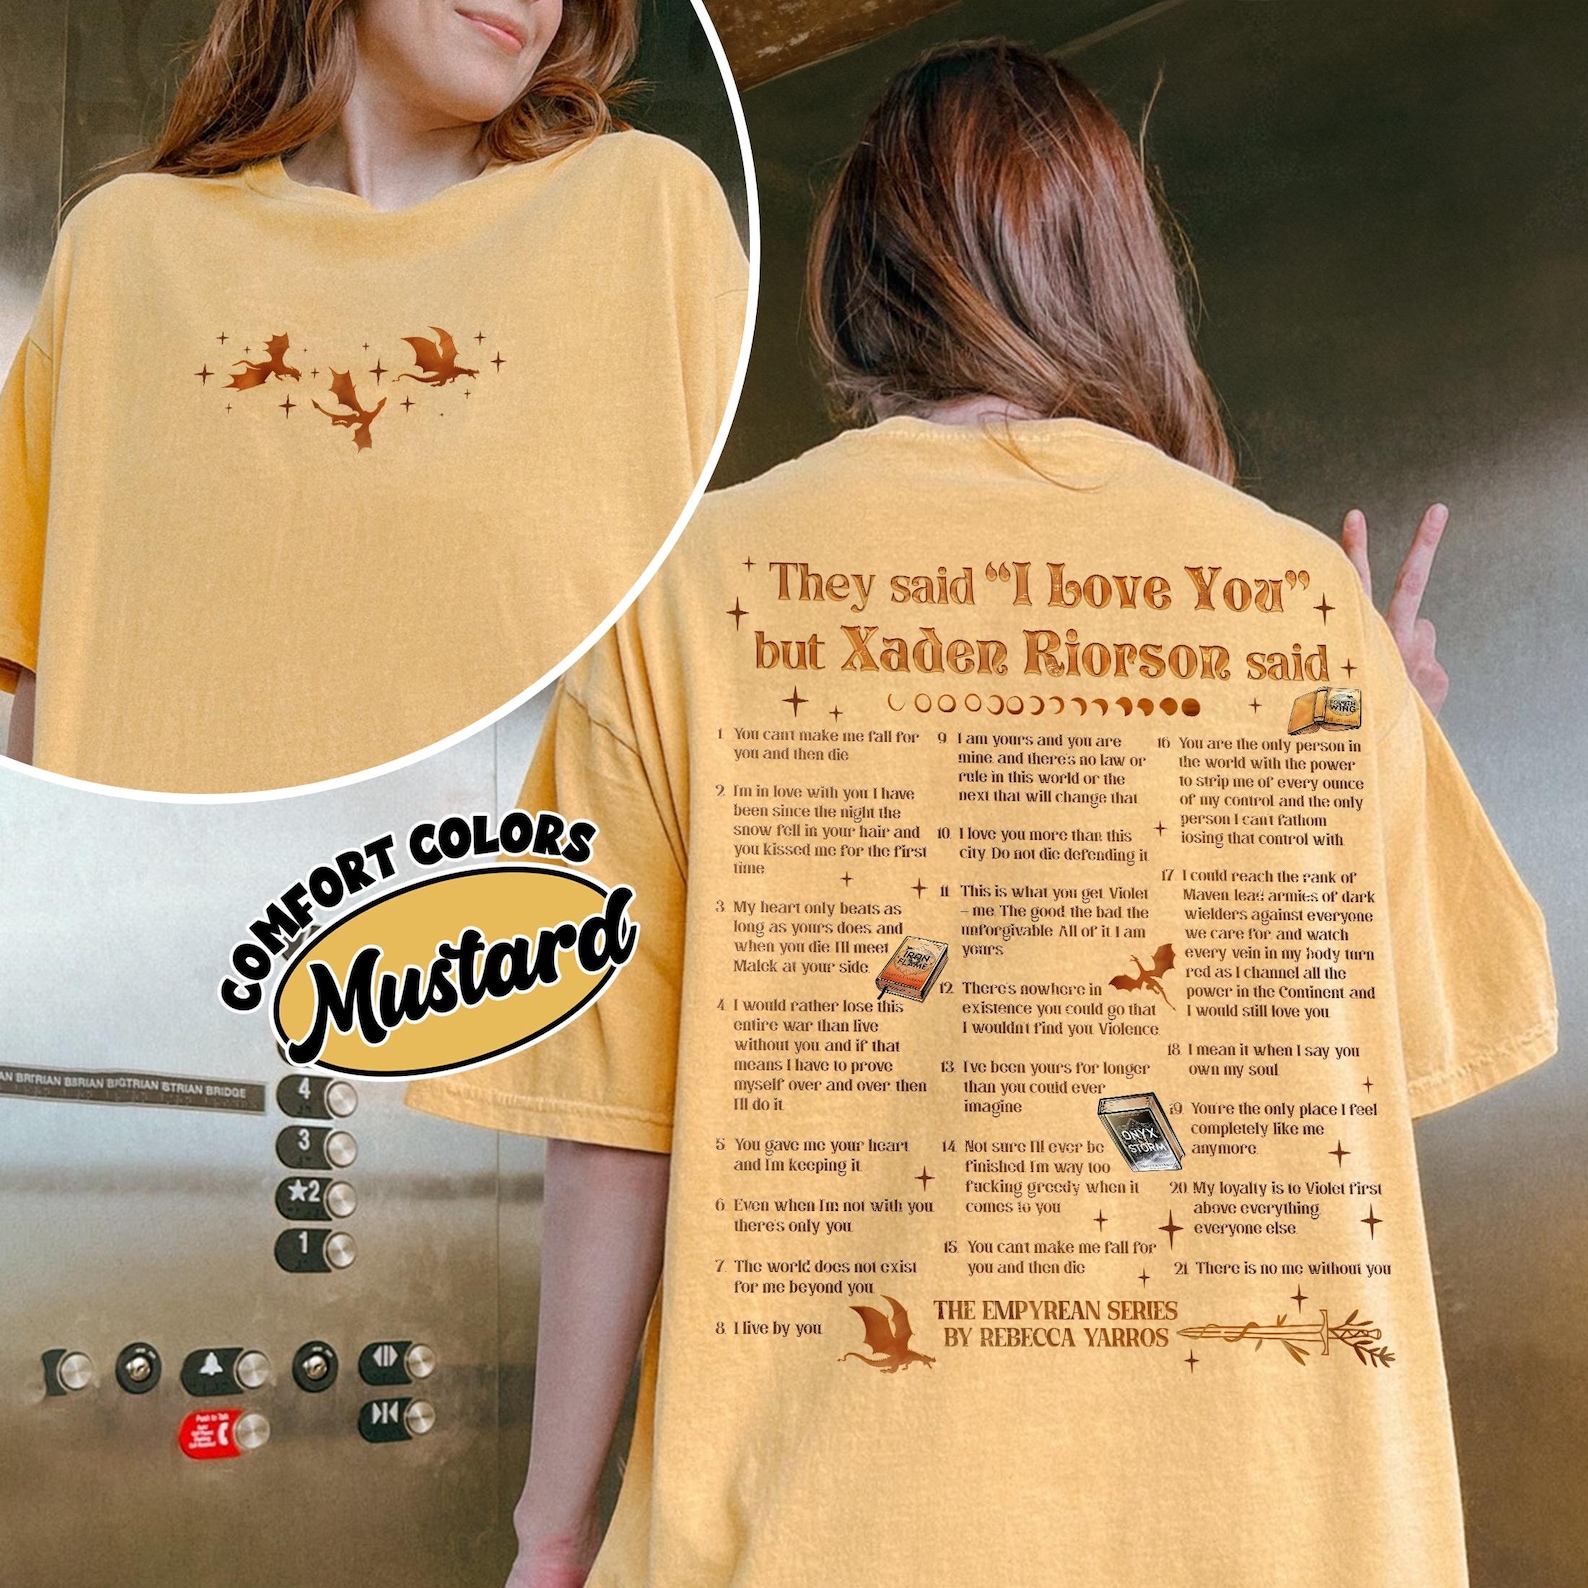 They said “I Love You”
but Xaden Riorson said
1. You cant make me fall for
you and then die
2. I'm in love with you I have
been since the night the
snow fell in your hair and
you kissed me for the first
time
3. My heart only beats as
long as yours does and
when you die I'll meet
Malek at your side
4. I would rather lose this
entire war than live
without you and if that
means I have to prove
myself over and over then
I'll do it
5. You gave me your heart
and I'm keeping it
6. Even when I'm not with you
there's only you
7. The world does not exist
for me beyond you
8. I live by you
9. I am yours and you are
mine and there's no law or
rule in this world or the
next that will change that
10. I love you more than this
city Do not die defending it
11. This is what you get Violet
– me The good the bad the
unforgivable All of it I am
yours
12. There's nowhere in
existence you could go that
I wouldn't find you Violence
13. I've been yours for longer
than you could ever
imagine
14. Not sure I'll ever be
finished I'm way too
fucking greedy when it
comes to you
15. You cant make me fall for
you and then die
16. You are the only person in
the world with the power
to strip me of every ounce
of my control and the only
person I can't fathom
losing that control with
17. I could reach the rank of
Maven lead armies of dark
wielders against everyone
we care for and watch
every vein in my body turn
red as I channel all the
power in the Continent and
I would still love you
18. I mean it when I say you
own my soul
19. You're the only place I feel
completely like me
anymore
20. My loyalty is to Violet first
above everything
everyone else
21. There is no me without you
FOURTH
WING
IRON
FLAME
ONYX
STORM
THE EMPYREAN SERIES
BY REBECCA YARROS
COMFORT COLORS
Mustard
BRIDGE
4
3
★2
1
Push to Talk